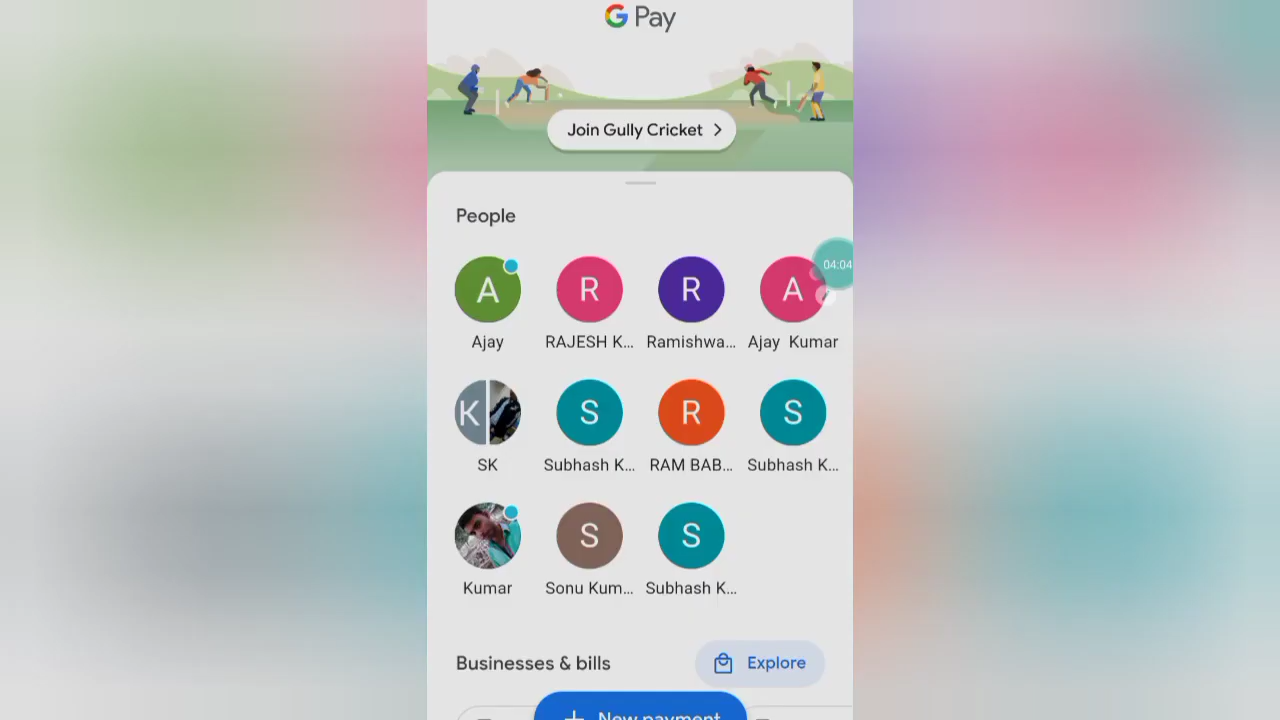 G Pay
Join Gully Cricket
People
A R R A
04:04
Ajay RAJESH K... Ramishwa... Ajay Kumar
K S R S
SK Subhash K... RAM BAB... Subhash K...
S S
Kumar Sonu Kum... Subhash K...
Businesses & bills Explore
+ New payment